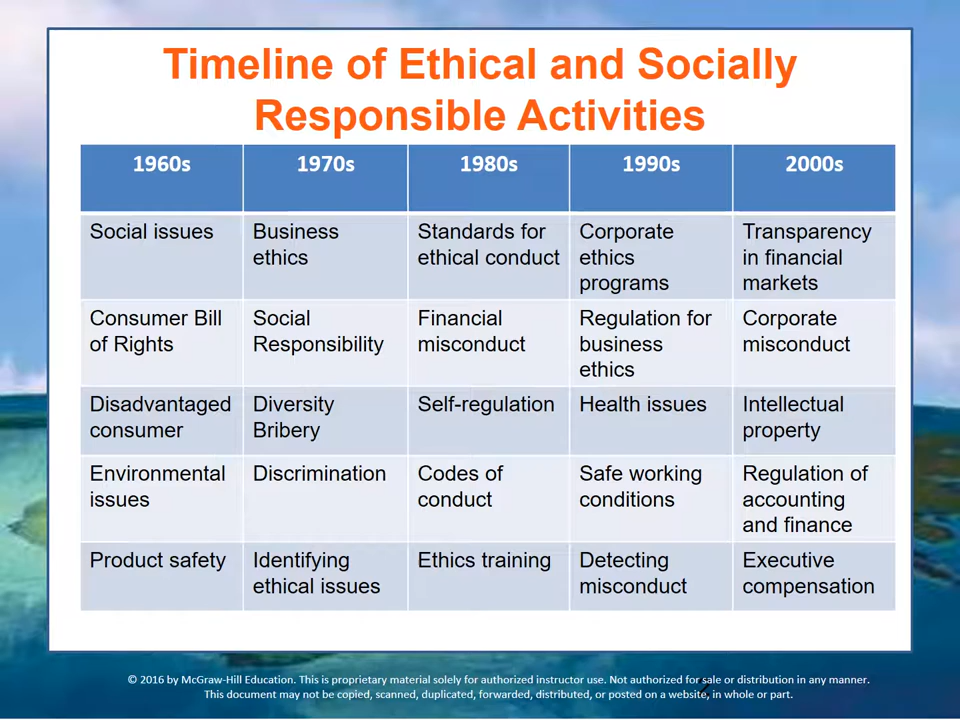 Timeline of Ethical and Socially
Responsible Activities
1960s 1970s 1980s 1990s 2000s
Social issues Business ethics Standards for ethical conduct Corporate ethics programs Transparency in financial markets
Consumer Bill of Rights Social Responsibility Financial misconduct Regulation for business ethics Corporate misconduct
Disadvantaged consumer Diversity Bribery Self-regulation Health issues Intellectual property
Environmental issues Discrimination Codes of conduct Safe working conditions Regulation of accounting and finance
Product safety Identifying ethical issues Ethics training Detecting misconduct Executive compensation
© 2016 by McGraw-Hill Education. This is proprietary material solely for authorized instructor use. Not authorized for sale or distribution in any manner.
This document may not be copied, scanned, duplicated, forwarded, distributed, or posted on a website, in whole or part.